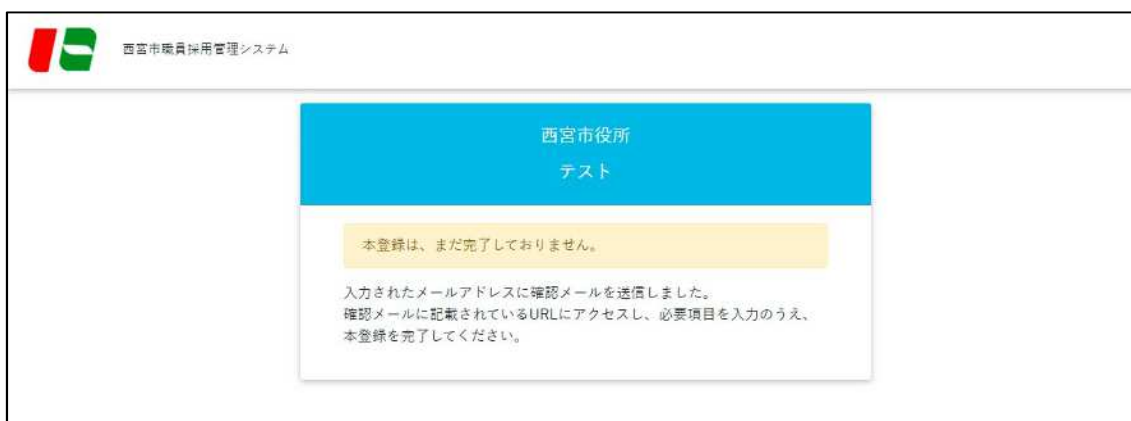 西宮市職員採用管理システム
西宮市役所
テスト
本登録は、まだ完了しておりません。
入力されたメールアドレスに確認メールを送信しました。
確認メールに記載されているURLにアクセスし、必要項目を入力のうえ、
本登録を完了してください。